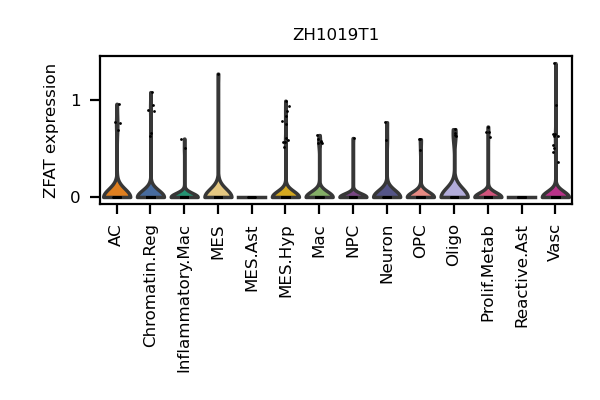 ZH1019T1
ZFAT expression
1
0
AC
Chromatin.Reg
Inflammatory.Mac
MES
MES.Ast
MES.Hyp
Mac
NPC
Neuron
OPC
Oligo
Prolif.Metab
Reactive.Ast
Vasc